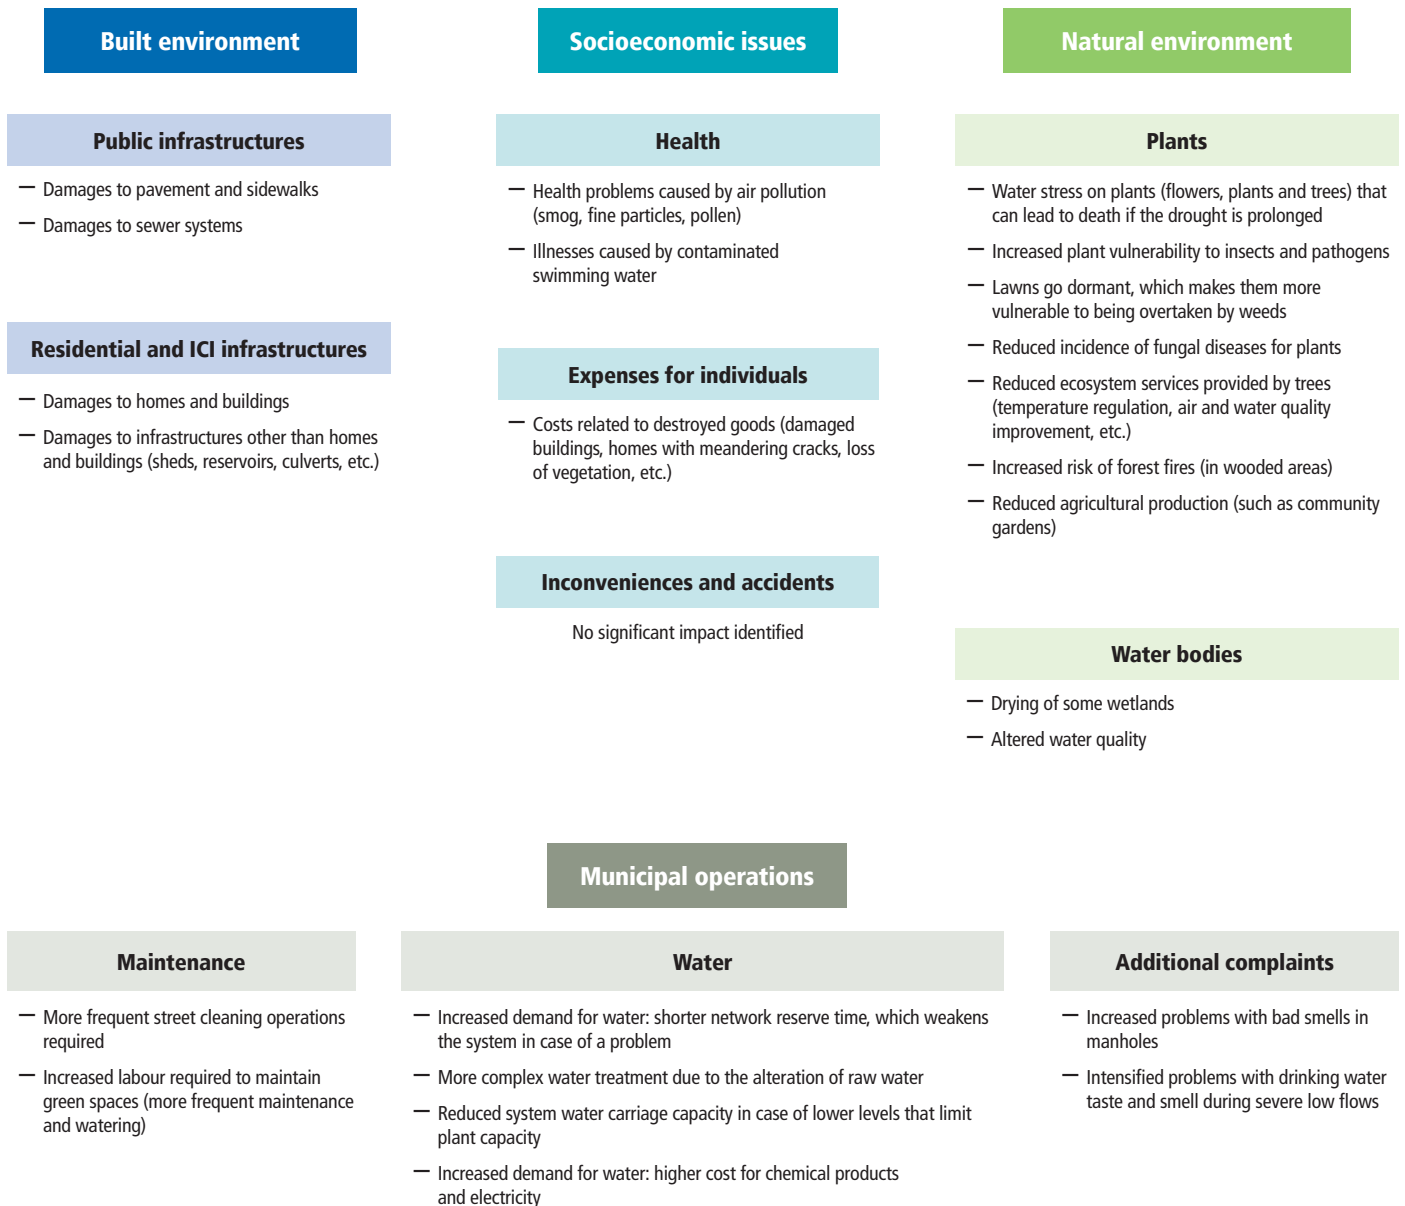 Built environment
Public infrastructures
— Damages to pavement and sidewalks
— Damages to sewer systems
Residential and ICI infrastructures
— Damages to homes and buildings
— Damages to infrastructures other than homes
and buildings (sheds, reservoirs, culverts, etc.)
Socioeconomic issues
Health
— Health problems caused by air pollution
(smog, fine particles, pollen)
— Illnesses caused by contaminated
swimming water
Expenses for individuals
— Costs related to destroyed goods (damaged
buildings, homes with meandering cracks, loss
of vegetation, etc.)
Inconveniences and accidents
No significant impact identified
Natural environment
Plants
— Water stress on plants (flowers, plants and trees) that
can lead to death if the drought is prolonged
— Increased plant vulnerability to insects and pathogens
— Lawns go dormant, which makes them more
vulnerable to being overtaken by weeds
— Reduced incidence of fungal diseases for plants
— Reduced ecosystem services provided by trees
(temperature regulation, air and water quality
improvement, etc.)
— Increased risk of forest fires (in wooded areas)
— Reduced agricultural production (such as community
gardens)
Water bodies
— Drying of some wetlands
— Altered water quality
Municipal operations
Maintenance
— More frequent street cleaning operations
required
— Increased labour required to maintain
green spaces (more frequent maintenance
and watering)
Water
— Increased demand for water: shorter network reserve time, which weakens
the system in case of a problem
— More complex water treatment due to the alteration of raw water
— Reduced system water carriage capacity in case of lower levels that limit
plant capacity
— Increased demand for water: higher cost for chemical products
and electricity
Additional complaints
— Increased problems with bad smells in
manholes
— Intensified problems with drinking water
taste and smell during severe low flows